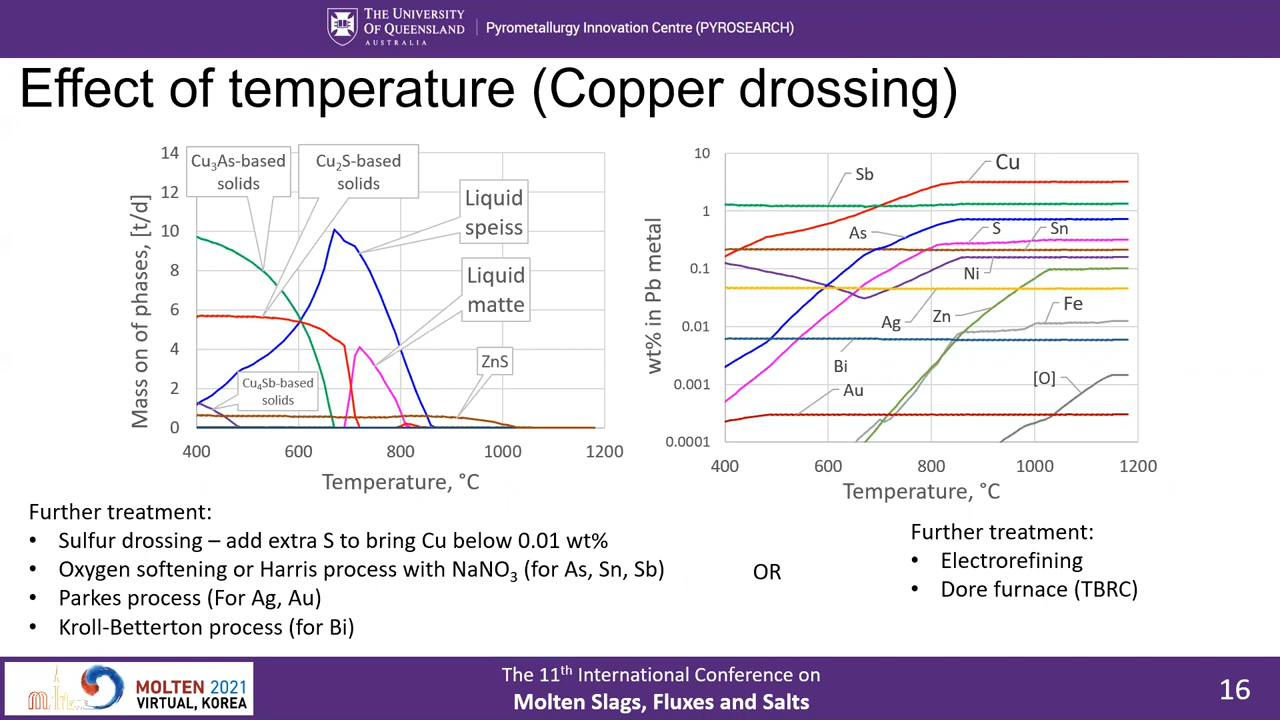 THE UNIVERSITY
OF QUEENSLAND
AUSTRALIA
Pyrometallurgy Innovation Centre (PYROSEARCH)
Effect of temperature (Copper drossing)
Mass on of phases, [t/d]
14
12
10
8
6
4
2
0
Cu₃As-based
solids
Cu₂S-based
solids
Liquid
speiss
Liquid
matte
ZnS
Cu₄Sb-based
solids
400
600
800
1000
1200
Temperature, °C
wt% in Pb metal
10
1
0.1
0.01
0.001
0.0001
Sb
Cu
As
S
Sn
Ni
Ag
Zn
Fe
Bi
Au
[O]
400
600
800
1000
1200
Temperature, °C
Further treatment:
• Sulfur drossing – add extra S to bring Cu below 0.01 wt%
• Oxygen softening or Harris process with NaNO₃ (for As, Sn, Sb)
• Parkes process (For Ag, Au)
• Kroll-Betterton process (for Bi)
OR
Further treatment:
• Electrorefining
• Dore furnace (TBRC)
MOLTEN 2021
VIRTUAL, KOREA
The 11th International Conference on
Molten Slags, Fluxes and Salts
16